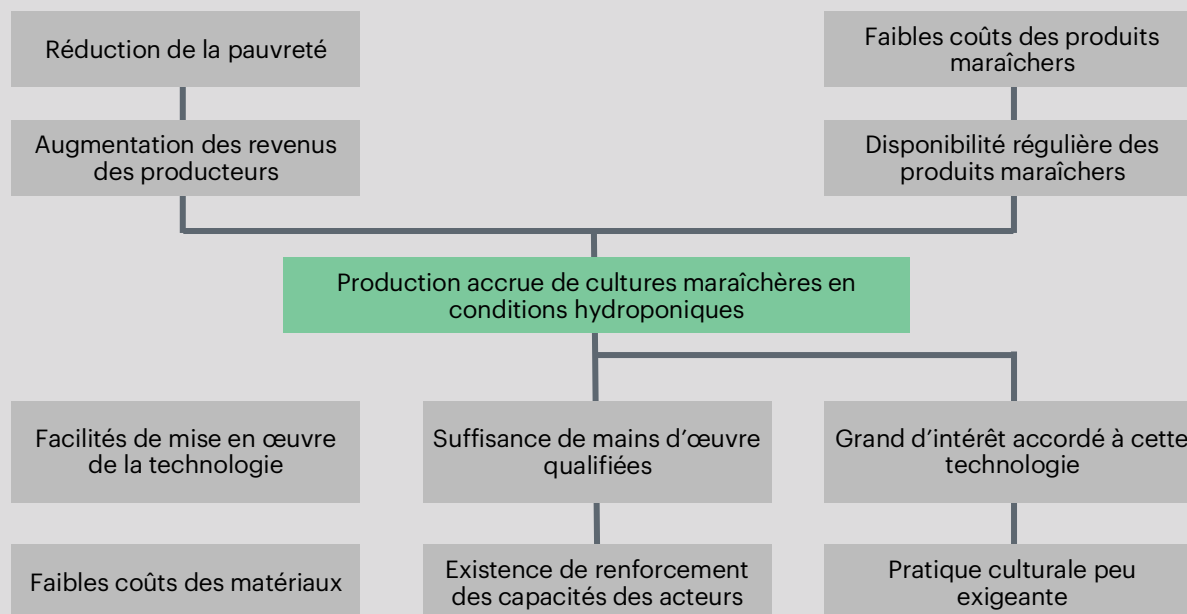 Réduction de la pauvreté
Faibles coûts des produits
maraîchers
Augmentation des revenus
des producteurs
Disponibilité régulière des
produits maraîchers
Production accrue de cultures maraîchères en
conditions hydroponiques
Facilités de mise en œuvre
de la technologie
Suffisance de mains d’œuvre
qualifiées
Grand d’intérêt accordé à cette
technologie
Faibles coûts des matériaux
Existence de renforcement
des capacités des acteurs
Pratique culturale peu
exigeante